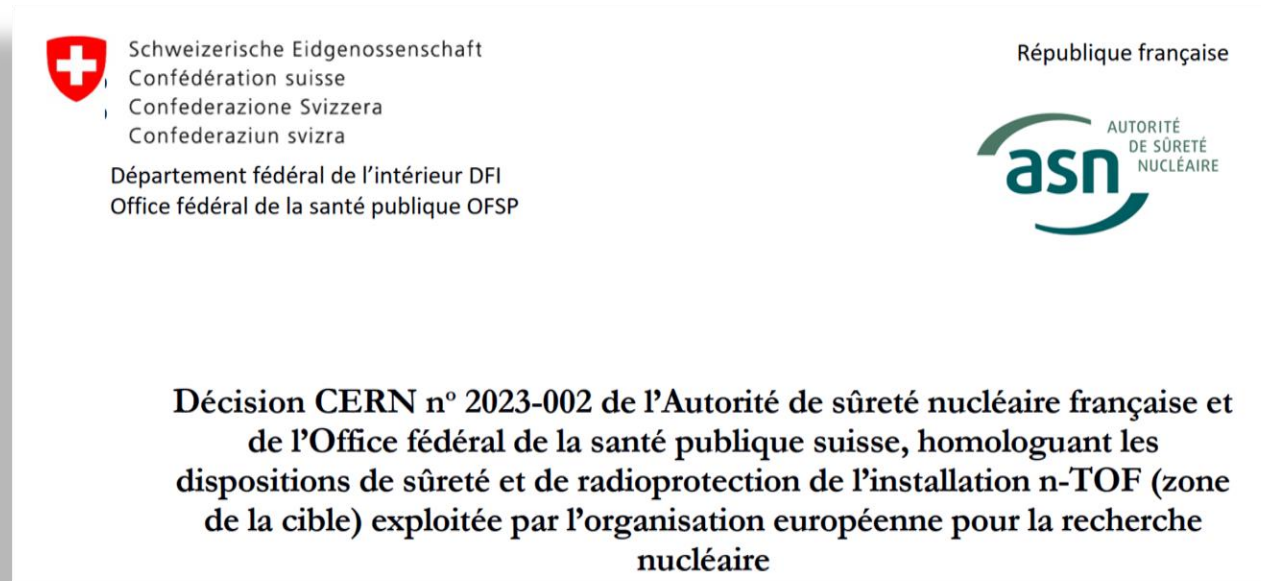 Schweizerische Eidgenossenschaft
Confédération suisse
Confederazione Svizzera
Confederaziun svizra
Département fédéral de l'intérieur DFI
Office fédéral de la santé publique OFSP
République française
asn
AUTORITÉ
DE SÛRETÉ
NUCLÉAIRE
Décision CERN nº 2023-002 de l'Autorité de sûreté nucléaire française et
de l'Office fédéral de la santé publique suisse, homologuant les
dispositions de sûreté et de radioprotection de l'installation n-TOF (zone
de la cible) exploitée par l'organisation européenne pour la recherche
nucléaire